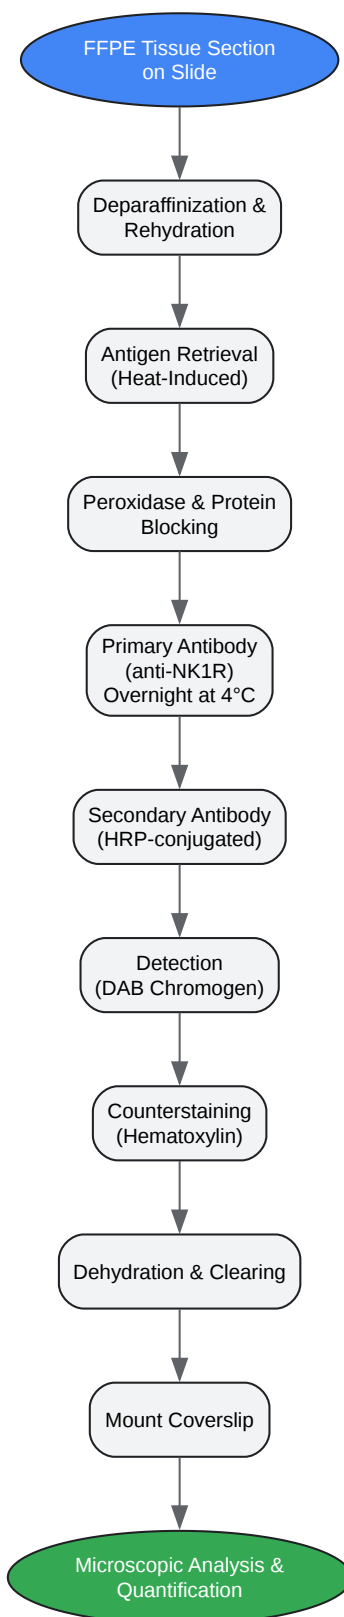 FFPE Tissue Section
on Slide
Deparaffinization &
Rehydration
Antigen Retrieval
(Heat-Induced)
Peroxidase & Protein
Blocking
Primary Antibody
(anti-NK1R)
Overnight at 4°C
Secondary Antibody
(HRP-conjugated)
Detection
(DAB Chromogen)
Counterstaining
(Hematoxylin)
Dehydration & Clearing
Mount Coverslip
Microscopic Analysis &
Quantification